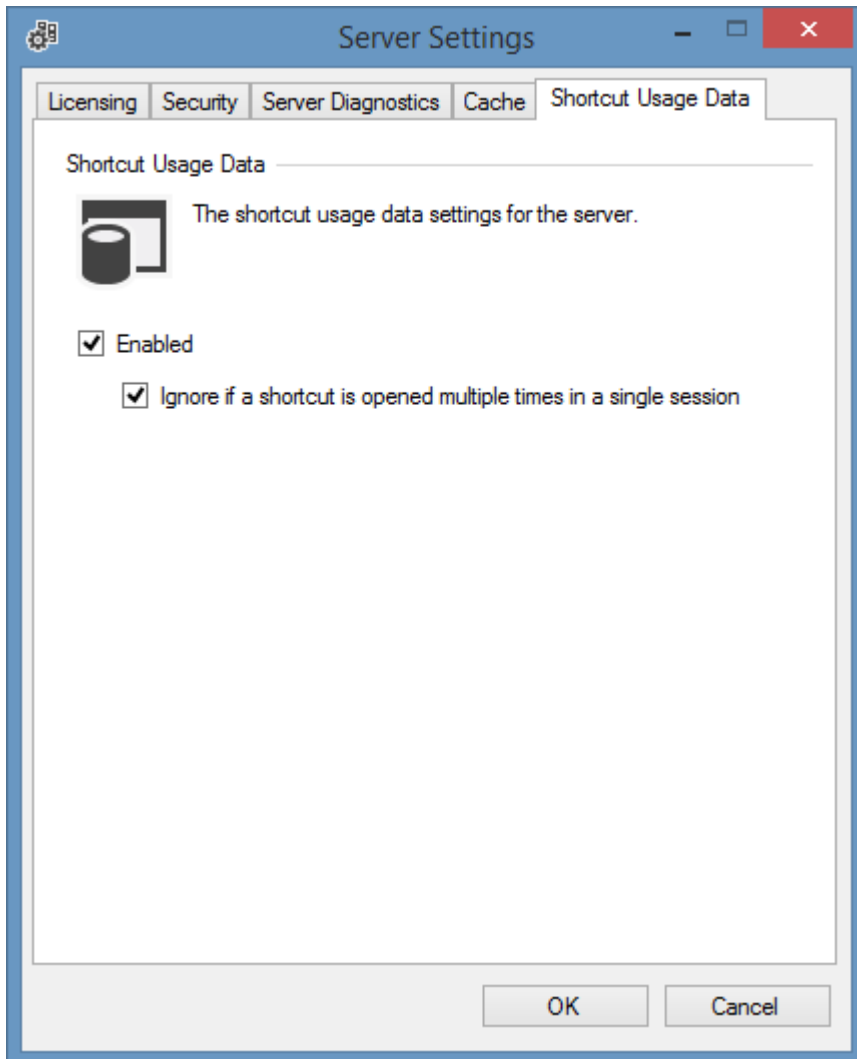 Server Settings
Licensing Security Server Diagnostics Cache Shortcut Usage Data
Shortcut Usage Data
The shortcut usage data settings for the server.
Enabled
Ignore if a shortcut is opened multiple times in a single session
OK Cancel